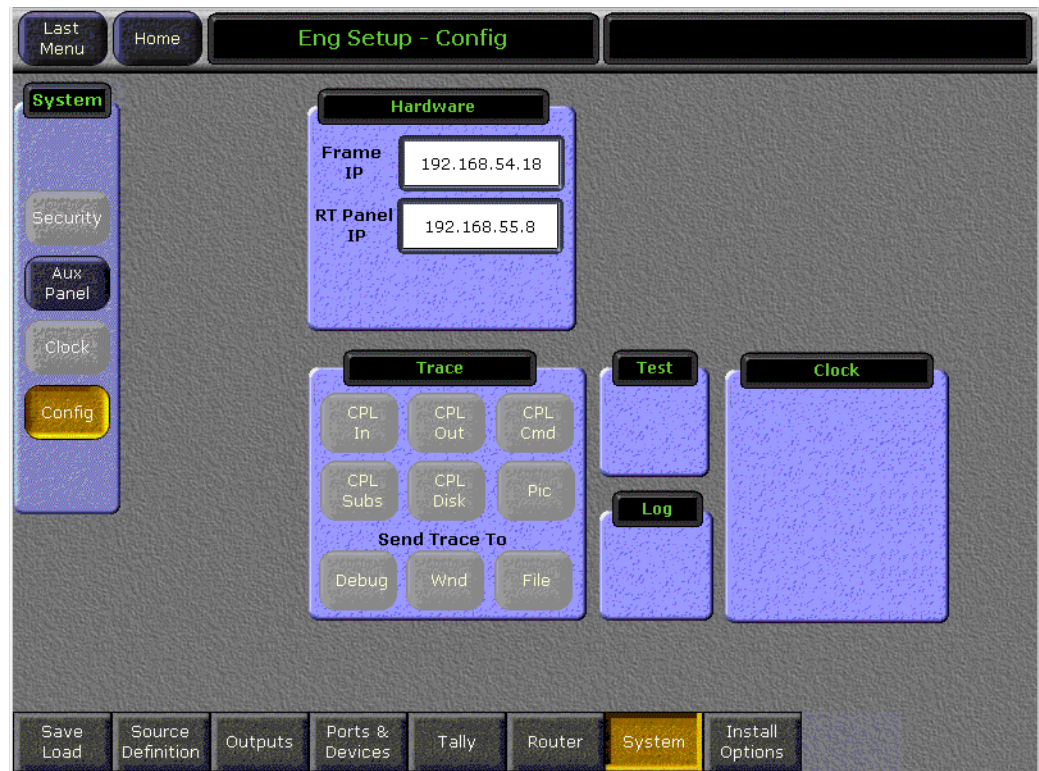 Last
Menu
Home
Eng Setup - Config
System
Security
Aux
Panel
Clock
Config
Hardware
Frame
IP
192.168.54.18
RT Panel
IP
192.168.55.8
Trace
CPL
In
CPL
Out
CPL
Cmd
CPL
Subs
CPL
Disk
Pic
Send Trace To
Debug
Wnd
File
Test
Log
Clock
Save
Load
Source
Definition
Outputs
Ports &
Devices
Tally
Router
System
Install
Options